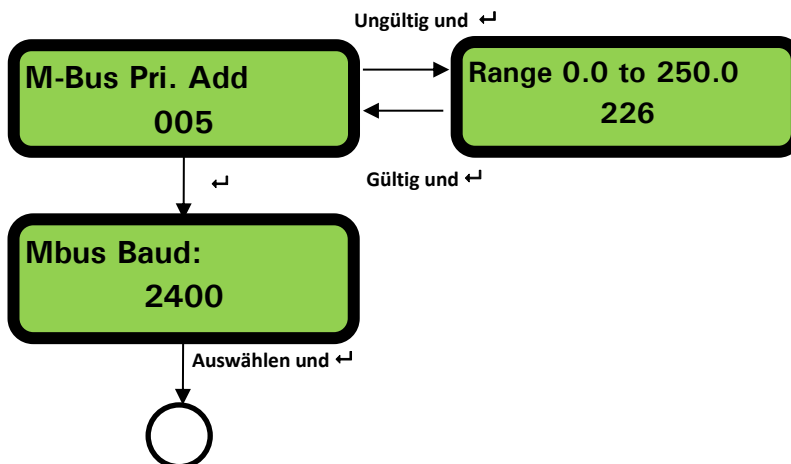 Ungültig und ↵
M-Bus Pri. Add
005
Range 0.0 to 250.0
226
Gültig und ↵
↵
Mbus Baud:
2400
Auswählen und ↵